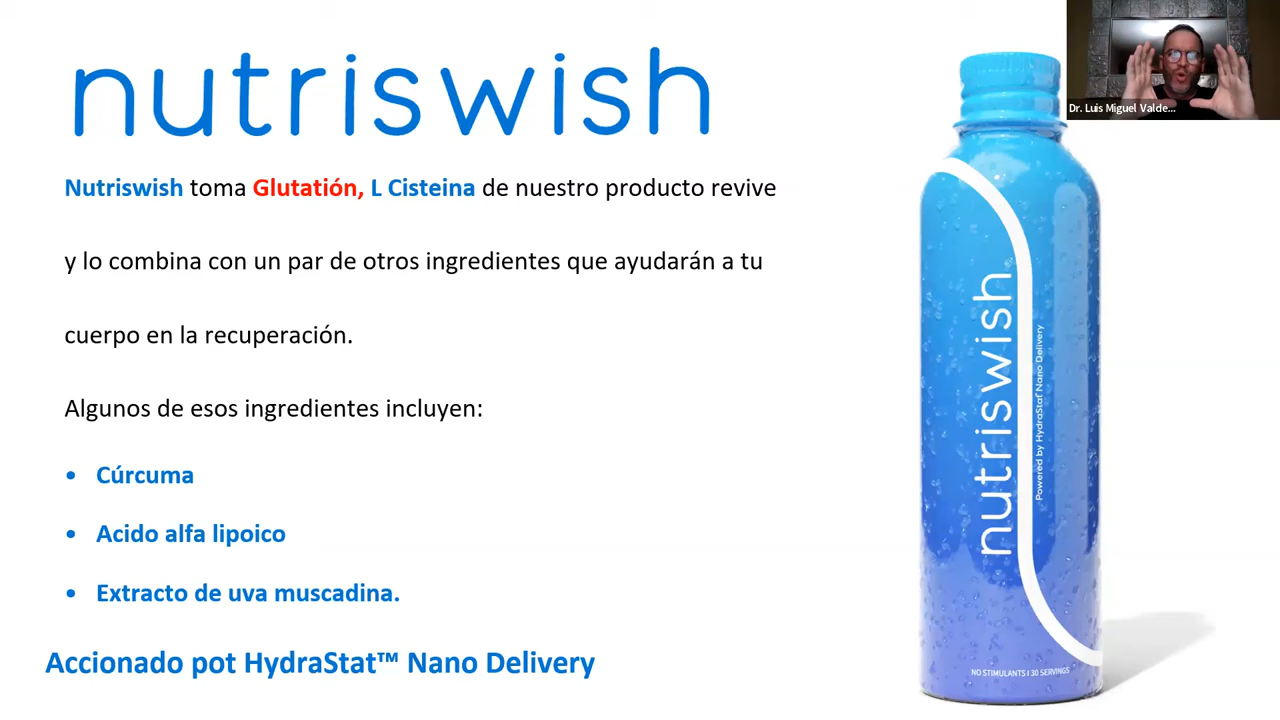 nutriswish
Dr. Luis Miguel Valde...
Nutriswish toma Glutatión, L Cisteina de nuestro producto revive
y lo combina con un par de otros ingredientes que ayudarán a tu
cuerpo en la recuperación.
Algunos de esos ingredientes incluyen:
• Cúrcuma
• Acido alfa lipoico
• Extracto de uva muscadina.
Accionado pot HydraStat™ Nano Delivery
nutriswish
Powered by HydraStat Nano Delivery
NO STIMULANTS I 30 SERVINGS